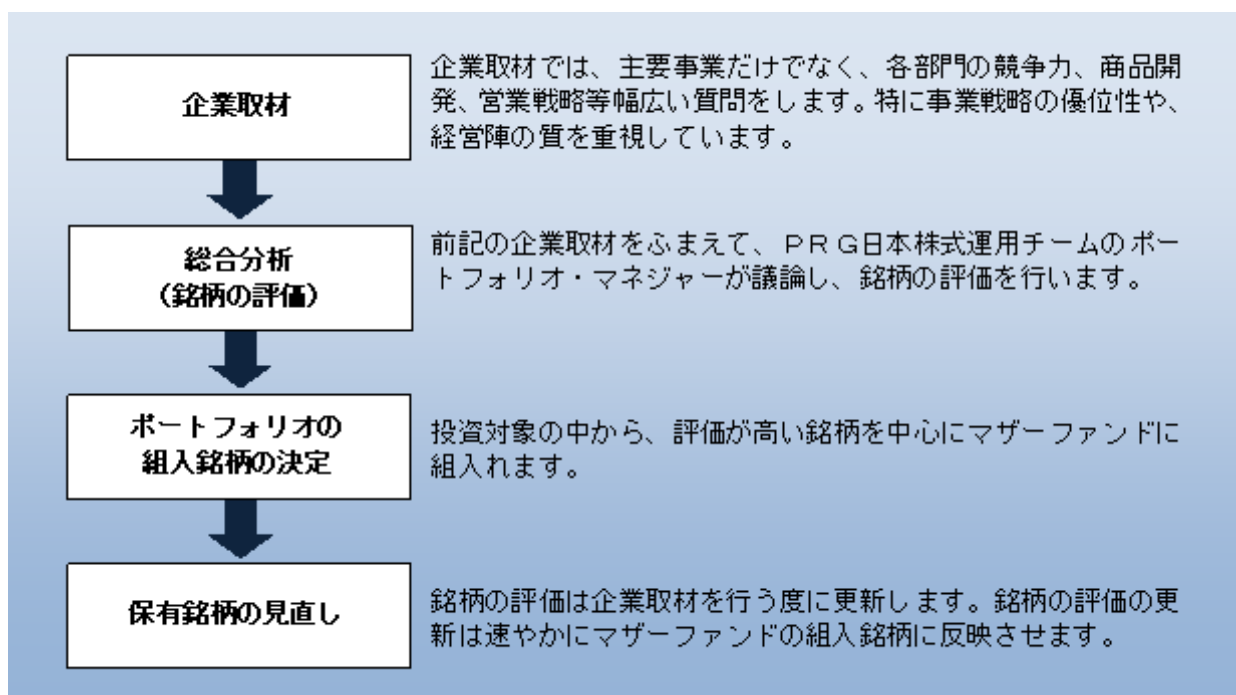 企業取材
企業取材では、主要事業だけでなく、各部門の競争力、商品開
発、営業戦略等幅広い質問をします。特に事業戦略の優位性や、
経営陣の質を重視しています。
総合分析
（銘柄の評価）
前記の企業取材をふまえて、ＰＲＧ日本株式運用チームのポー
トフォリオ・マネジャーが議論し、銘柄の評価を行います。
ポートフォリオの
組入銘柄の決定
投資対象の中から、評価が高い銘柄を中心にマザーファンドに
組入れます。
保有銘柄の見直し
銘柄の評価は企業取材を行う度に更新します。銘柄の評価の更
新は速やかにマザーファンドの組入銘柄に反映させます。